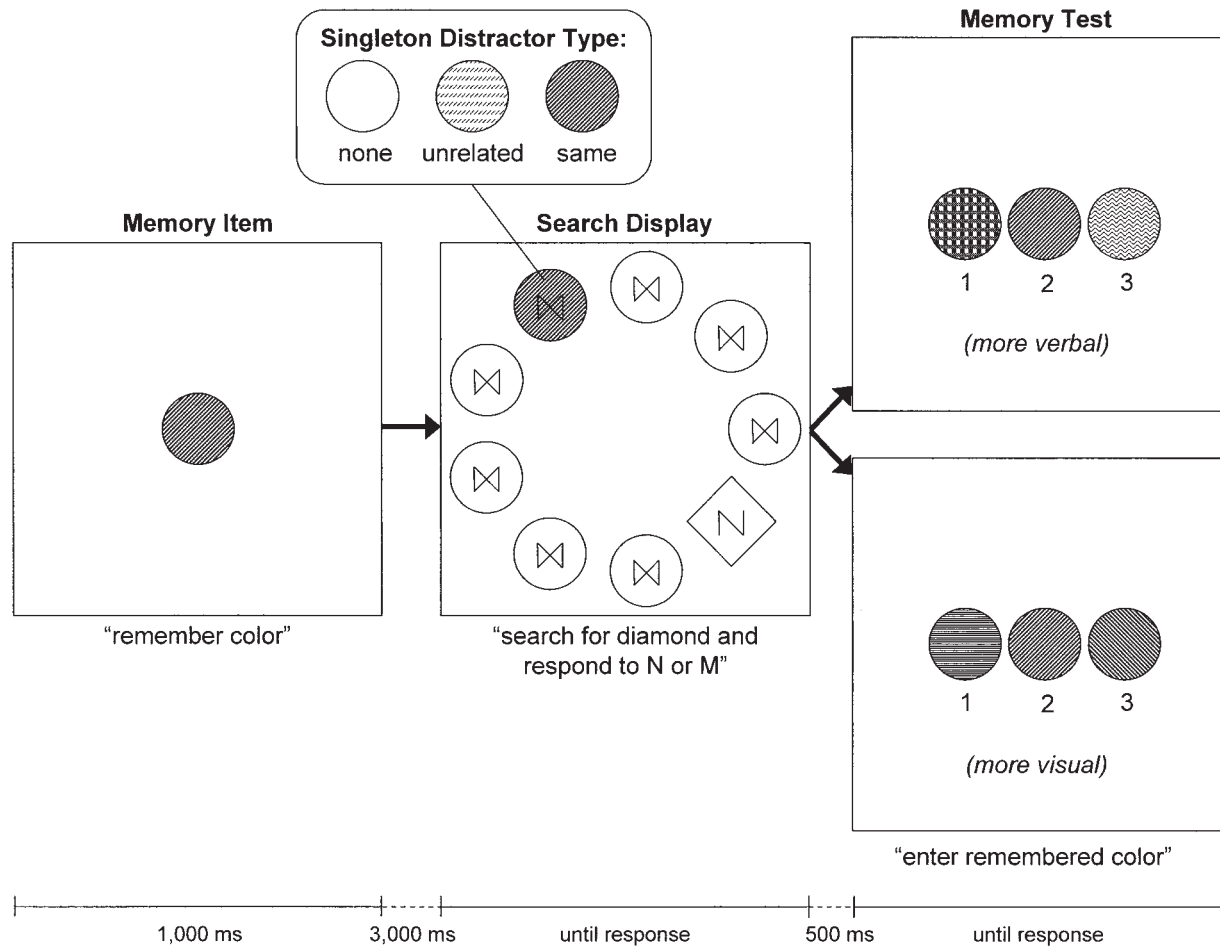 Singleton Distractor Type:
none unrelated same
Memory Item
"remember color"
Search Display
N
"search for diamond and
respond to N or M"
Memory Test
1 2 3
(more verbal)
1 2 3
(more visual)
"enter remembered color"
1,000 ms 3,000 ms until response 500 ms until response